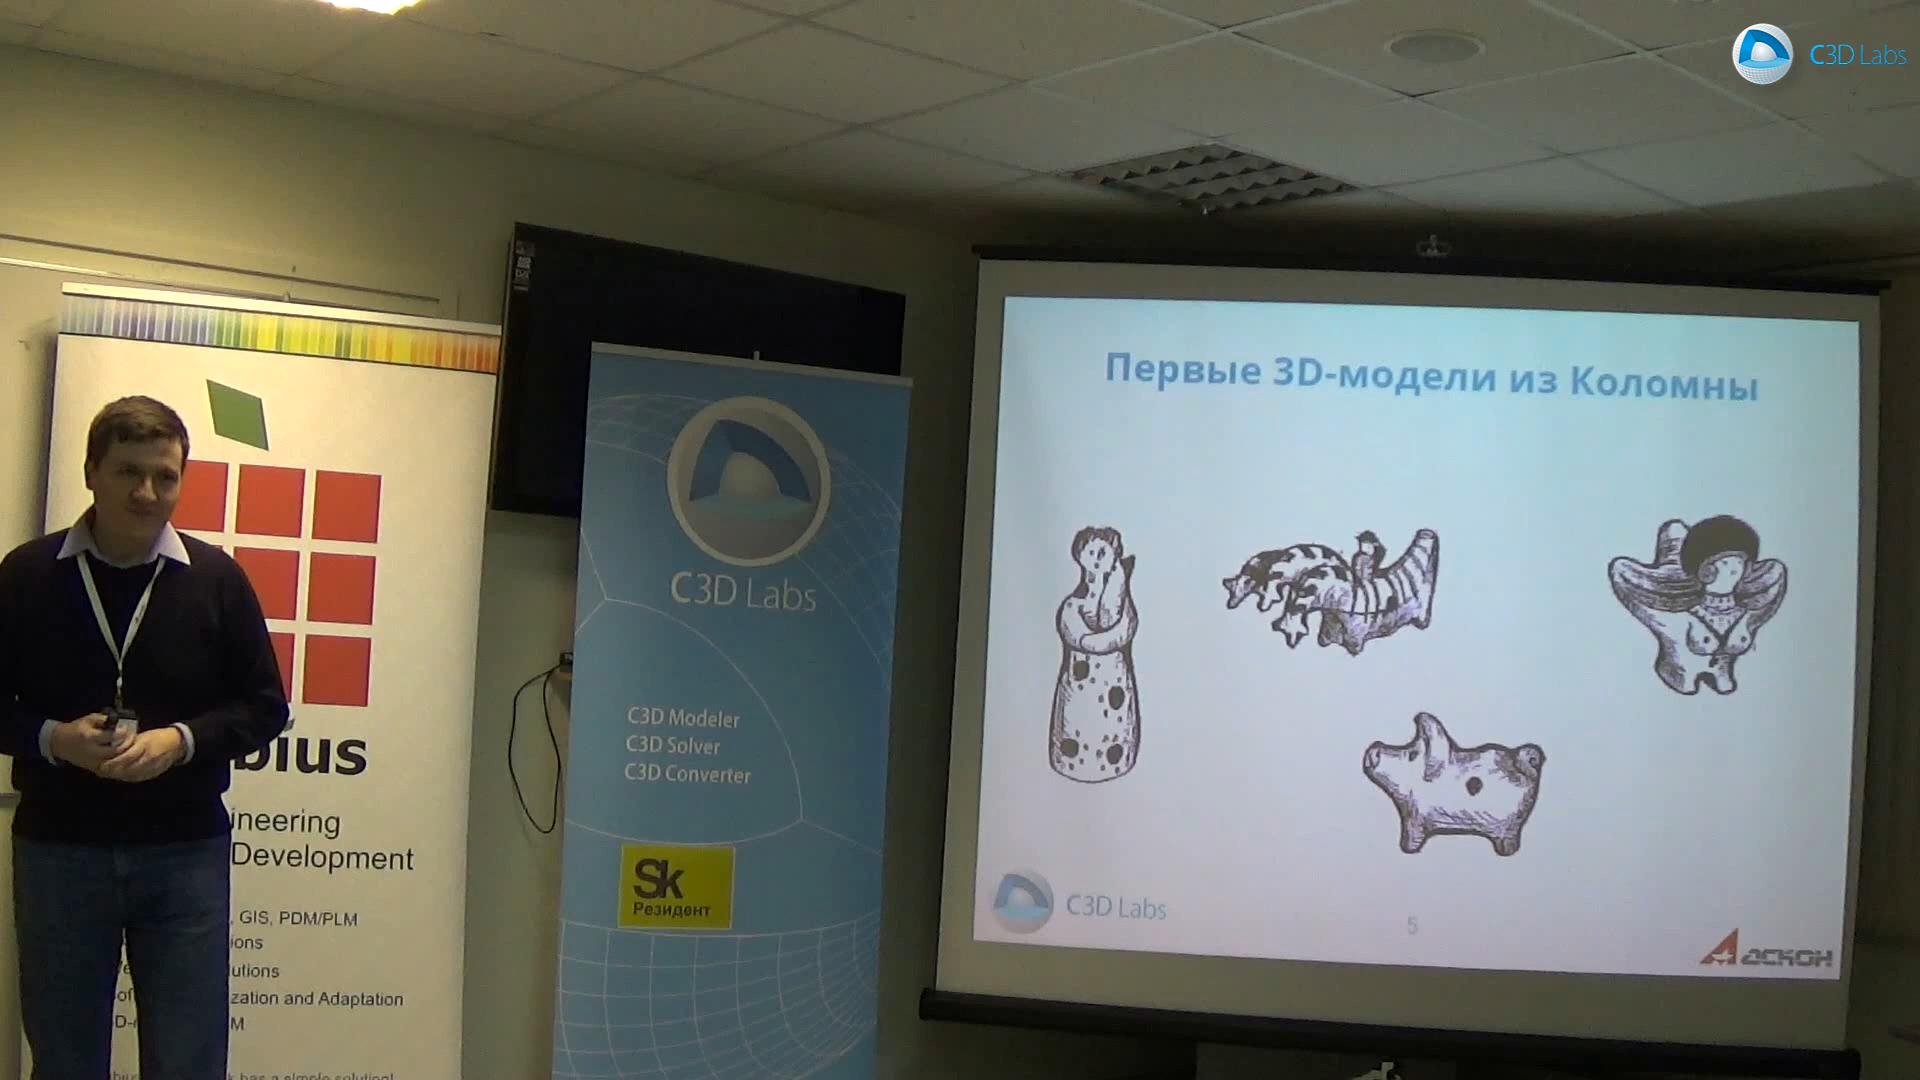 C3D Labs
bius
ineering
Development
, GIS, PDM/PLM
ions
utions
zation and Adaptation
M
C3D Labs
C3D Modeler
C3D Solver
C3D Converter
Sk
Резидент
Первые 3D-модели из Коломны
C3D Labs
5
АСКОН